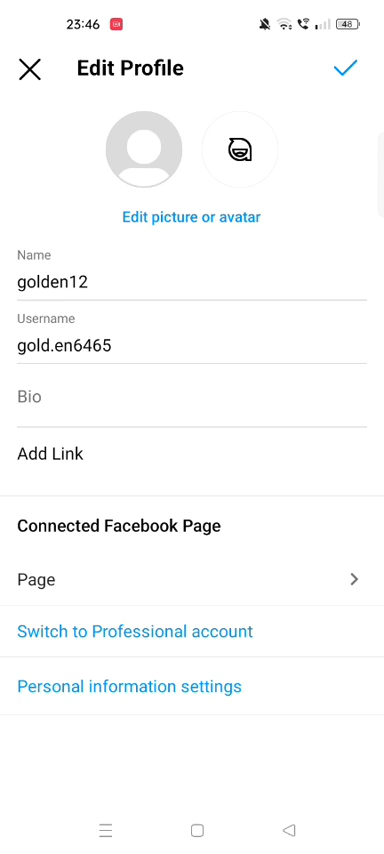 23:46
48
Edit Profile
Edit picture or avatar
Name
golden12
Username
gold.en6465
Bio
Add Link
Connected Facebook Page
Page
Switch to Professional account
Personal information settings